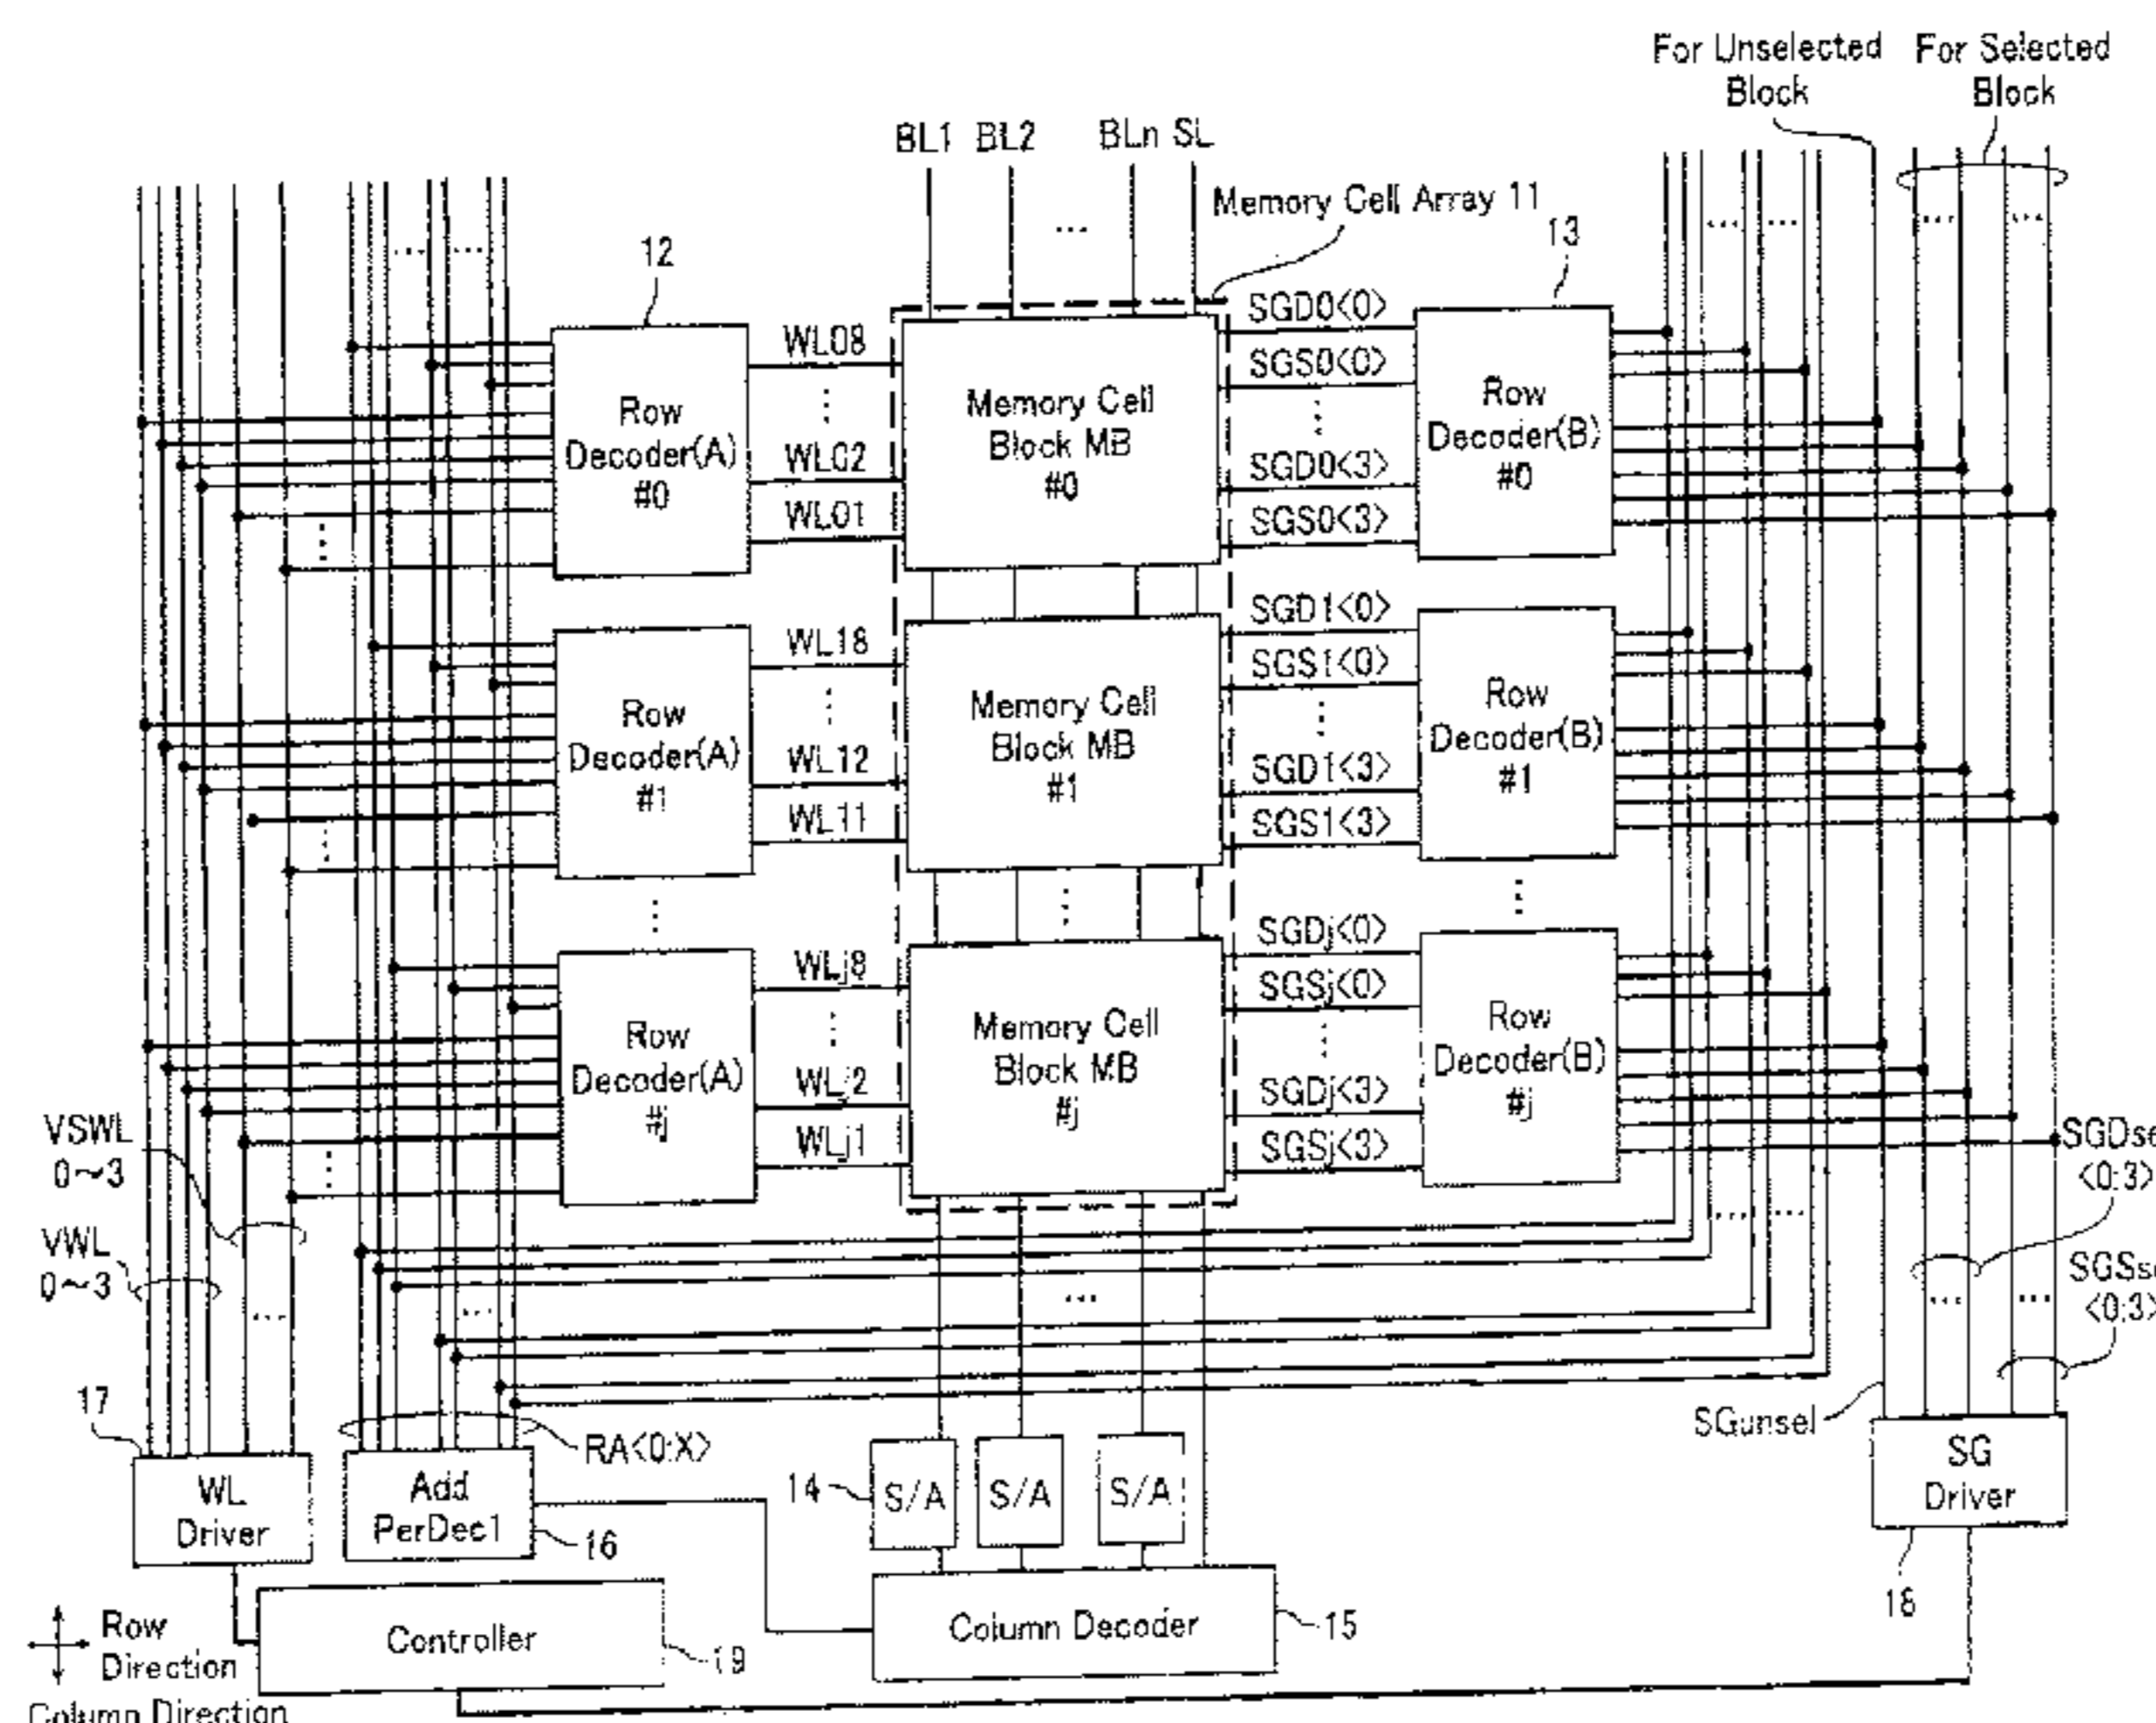 For Unselected Block
For Selected Block
BL1 BL2 ... BLn SL
Memory Cell Array 11
12
13
Row Decoder(A) #0
WL08
WL02
WL01
Memory Cell Block MB #0
SGD0<0>
SGS0<0>
SGD0<3>
SGS0<3>
Row Decoder(B) #0
Row Decoder(A) #1
WL18
WL12
WL11
Memory Cell Block MB #1
SGD1<0>
SGS1<0>
SGD1<3>
SGS1<3>
Row Decoder(B) #1
Row Decoder(A) #j
WLj8
WLj2
WLj1
Memory Cell Block MB #j
SGDj<0>
SGSj<0>
SGDj<3>
SGSj<3>
Row Decoder(B) #j
VSWL 0~3
VWL 0~3
<0:3>
<0:3>
17
WL Driver
Add PerDec1
16
RA<0:X>
14
S/A S/A S/A
SGunsel
SG Driver
18
Controller
19
Column Decoder
15
Row Direction
Column Direction